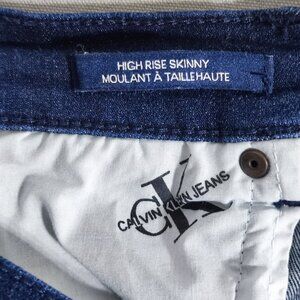 HIGH RISE SKINNY
MOULANT À TAILLE HAUTE
CK
CALVIN KLEIN JEANS